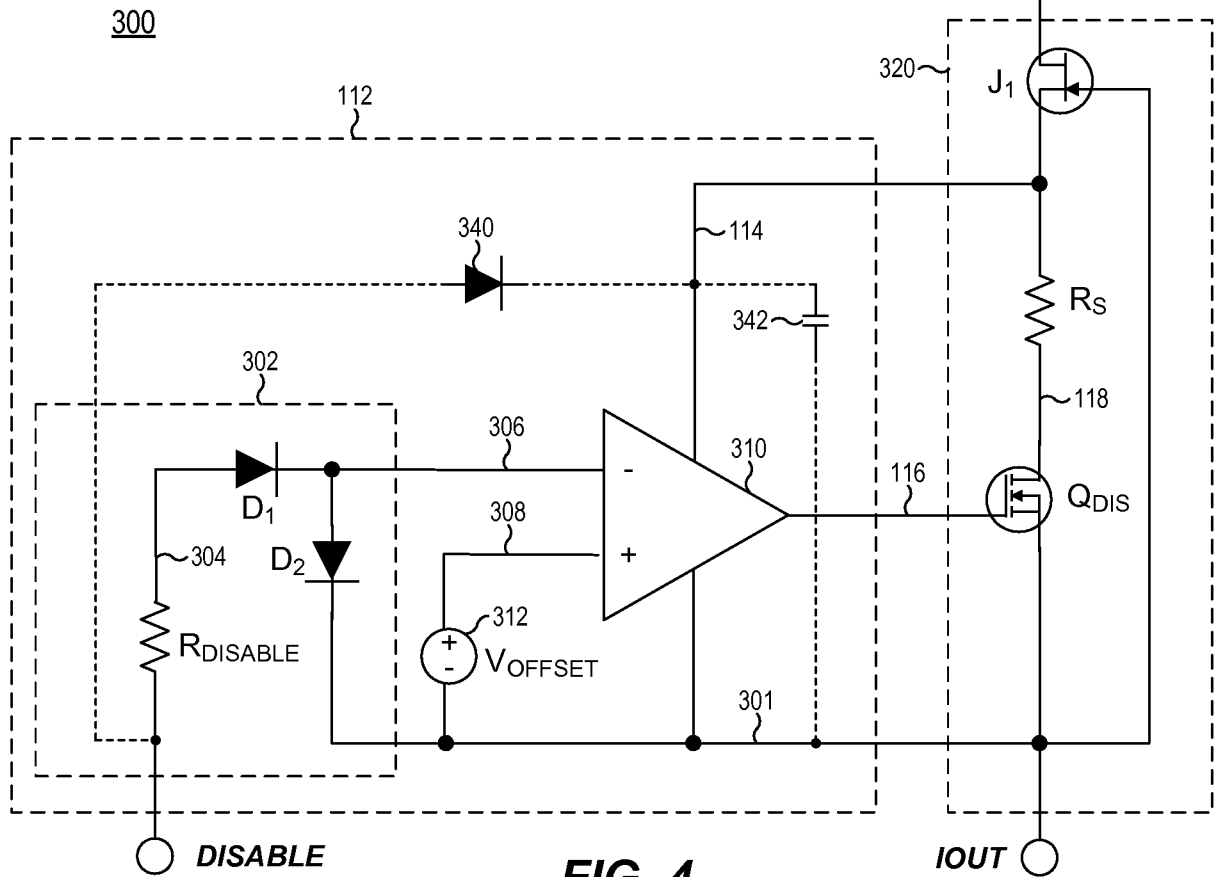 300
320
J1
112
114
340
RS
342
302
118
306
310
-
116
QDIS
D1
308
304
D2
+
312
RDISABLE
+
-
VOFFSET
301
DISABLE
IOUT
FIG. 4